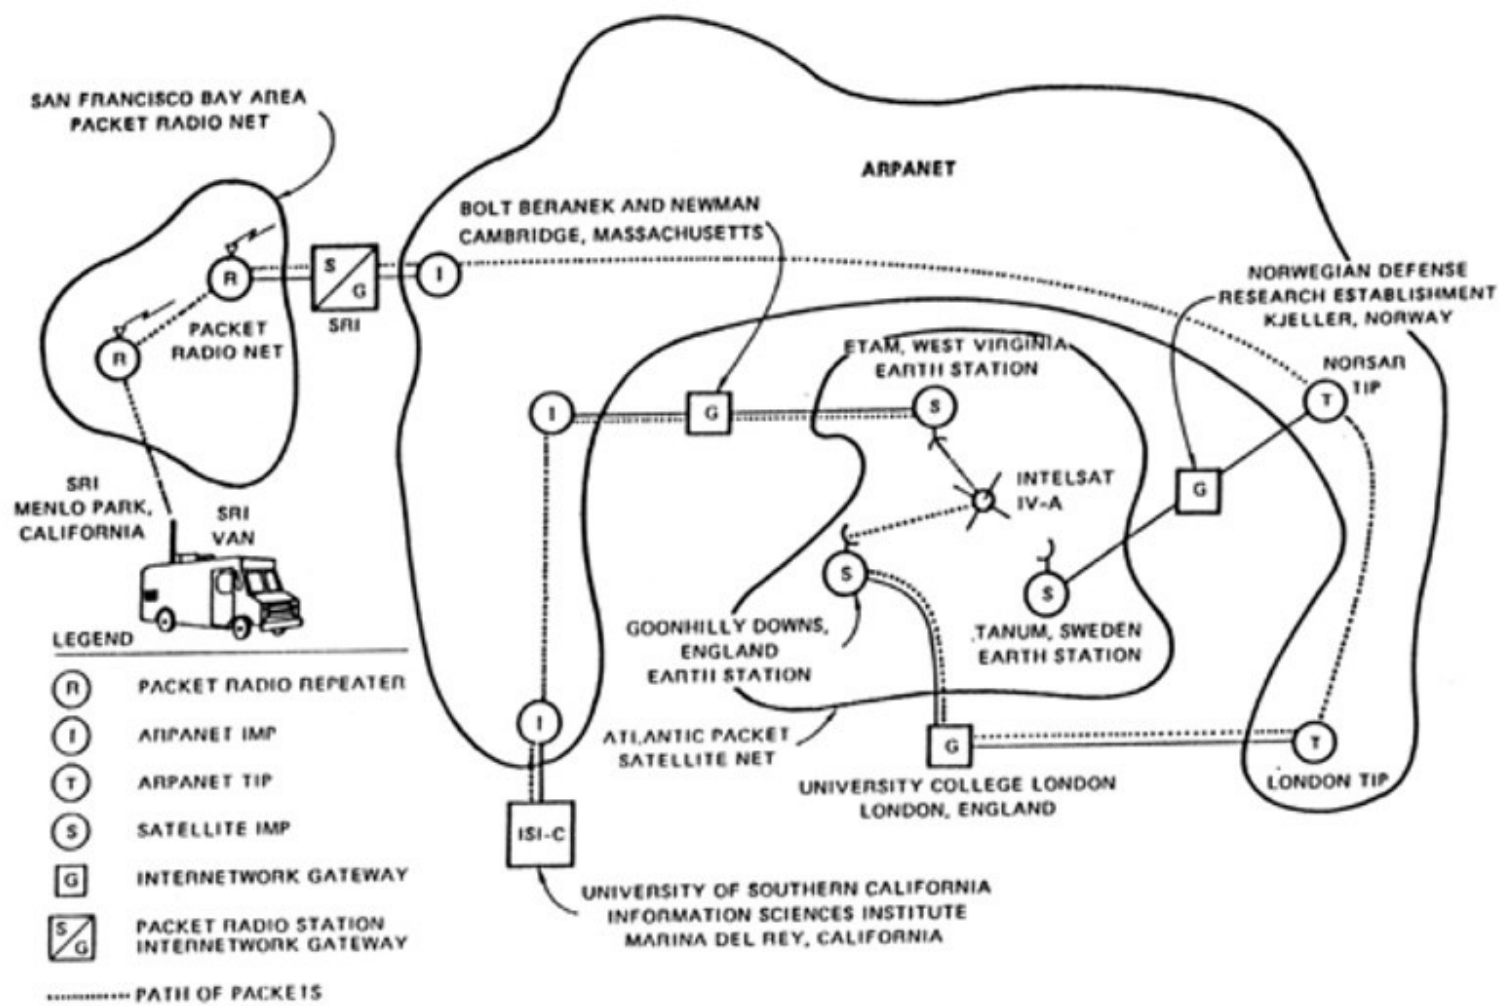 SAN FRANCISCO BAY AREA
PACKET RADIO NET
ARPANET
BOLT BERANEK AND NEWMAN
CAMBRIDGE, MASSACHUSETTS
NORWEGIAN DEFENSE
RESEARCH ESTABLISHMENT
KJELLER, NORWAY
R
S
G
I
SRI
PACKET
RADIO NET
R
ETAM, WEST VIRGINIA
EARTH STATION
NORSAR
TIP
I
G
S
T
SRI
MENLO PARK,
CALIFORNIA
SRI
VAN
INTELSAT
IV-A
G
S
S
GOONHILLY DOWNS,
ENGLAND
EARTH STATION
TANUM, SWEDEN
EARTH STATION
I
ATLANTIC PACKET
SATELLITE NET
G
T
UNIVERSITY COLLEGE LONDON
LONDON, ENGLAND
LONDON TIP
ISI-C
UNIVERSITY OF SOUTHERN CALIFORNIA
INFORMATION SCIENCES INSTITUTE
MARINA DEL REY, CALIFORNIA
LEGEND
R PACKET RADIO REPEATER
I ARPANET IMP
T ARPANET TIP
S SATELLITE IMP
G INTERNETWORK GATEWAY
S
G
PACKET RADIO STATION
INTERNETWORK GATEWAY
PATH OF PACKETS